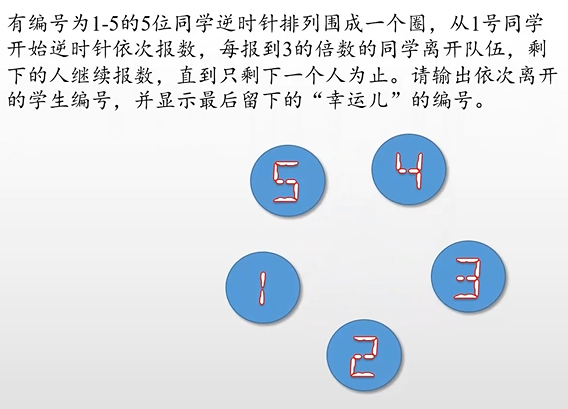 有编号为1-5的5位同学逆时针排列围成一个圈，从1号同学
开始逆时针依次报数，每报到3的倍数的同学离开队伍，剩
下的人继续报数，直到只剩下一个人为止。请输出依次离开
的学生编号，并显示最后留下的“幸运儿”的编号。
5
4
1
3
2